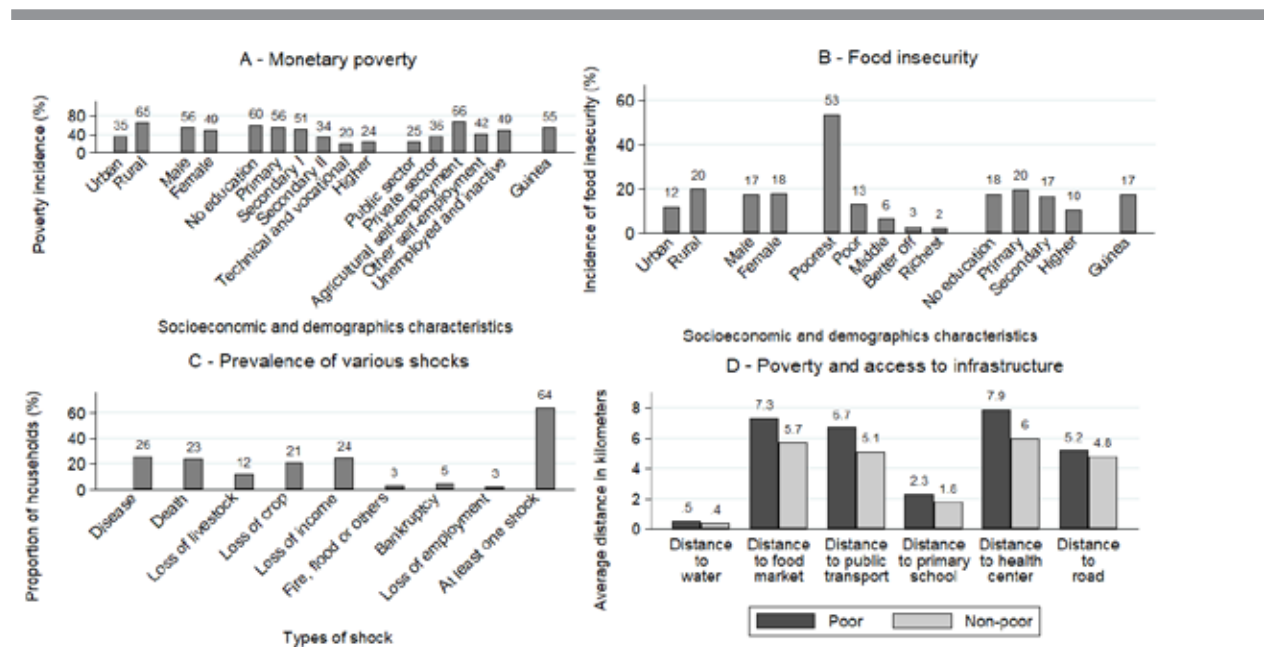 A - Monetary poverty
Poverty incidence (%)
80
40
0
35
65
56
49
60
56
51
34
20
24
25
36
66
42
49
55
Urban
Rural
Male
Female
No education
Primary
Secondary I
Secondary II
Technical and vocational
Higher
Public sector
Private sector
Agricultural self-employment
Other self-employment
Unemployed and inactive
Guinea
Socioeconomic and demographics characteristics
B - Food insecurity
Incidence of food insecurity (%)
60
40
20
0
12
20
17
18
53
13
6
3
2
18
20
17
10
17
Urban
Rural
Male
Female
Poorest
Poor
Middle
Better off
Richest
No education
Primary
Secondary
Higher
Guinea
Socioeconomic and demographics characteristics
C - Prevalence of various shocks
Proportion of households (%)
60
40
20
0
26
23
12
21
24
3
5
3
64
Disease
Death
Loss of livestock
Loss of crop
Loss of income
Fire, flood or others
Bankruptcy
Loss of employment
At least one shock
Types of shock
D - Poverty and access to infrastructure
Average distance in kilometers
8
6
4
2
0
.5 .4
7.3
5.7
6.7
5.1
2.3
7.9
6
5.2
4.8
Distance to water
Distance to food market
Distance to public transport
Distance to primary school
Distance to health center
Distance to road
Poor
Non-poor